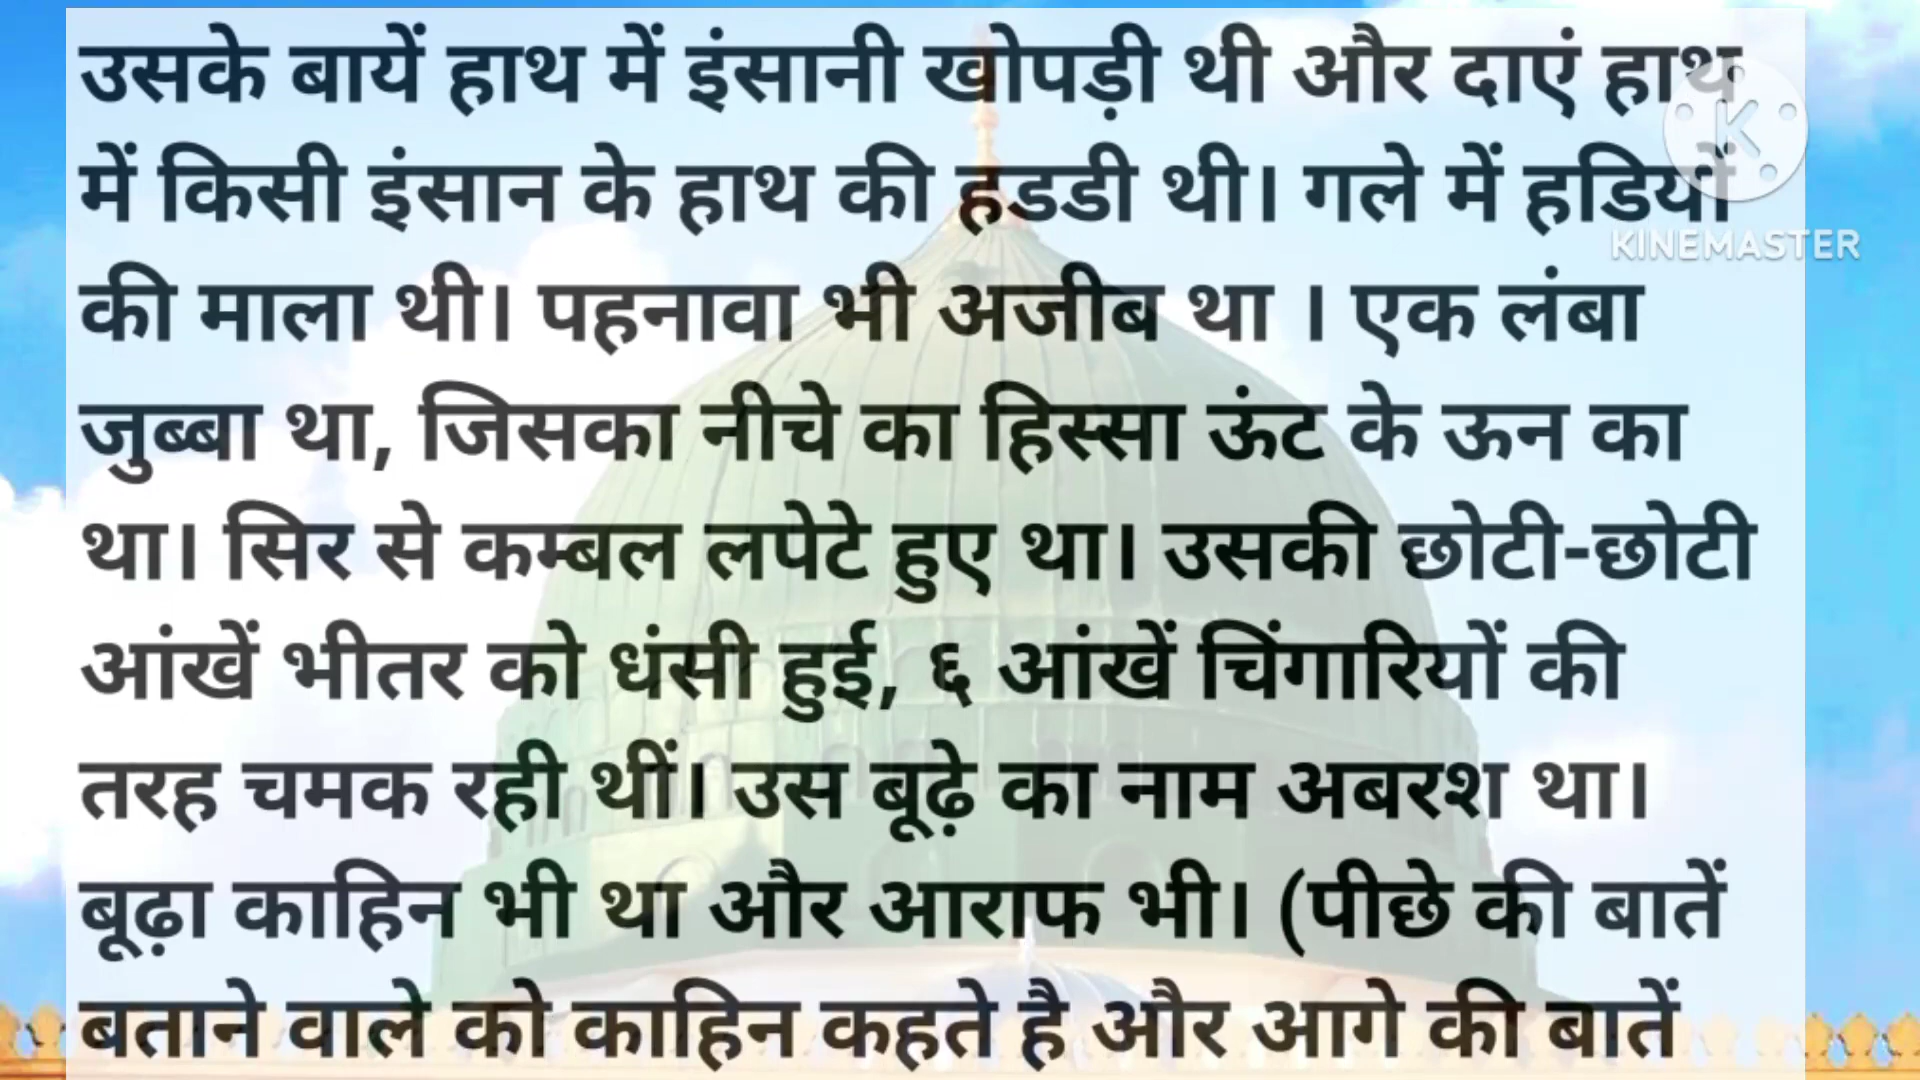 उसके बायें हाथ में इंसानी खोपड़ी थी और दाएं हाथ
में किसी इंसान के हाथ की हडडी थी। गले में हडियों
की माला थी। पहनावा भी अजीब था । एक लंबा
जुब्बा था, जिसका नीचे का हिस्सा ऊंट के ऊन का
था। सिर से कम्बल लपेटे हुए था। उसकी छोटी-छोटी
आंखें भीतर को धंसी हुई, ६ आंखें चिंगारियों की
तरह चमक रही थीं। उस बूढ़े का नाम अबरश था।
बूढ़ा काहिन भी था और आराफ भी। (पीछे की बातें
बताने वाले को काहिन कहते है और आगे की बातें
K
KINEMASTER